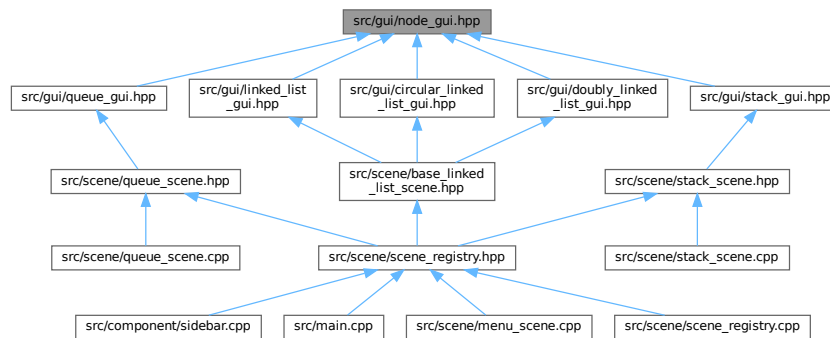 src/gui/node_gui.hpp
src/gui/queue_gui.hpp
src/gui/linked_list
_gui.hpp
src/gui/circular_linked
_list_gui.hpp
src/gui/doubly_linked
_list_gui.hpp
src/gui/stack_gui.hpp
src/scene/queue_scene.hpp
src/scene/base_linked
_list_scene.hpp
src/scene/stack_scene.hpp
src/scene/queue_scene.cpp
src/scene/scene_registry.hpp
src/scene/stack_scene.cpp
src/component/sidebar.cpp
src/main.cpp
src/scene/menu_scene.cpp
src/scene/scene_registry.cpp